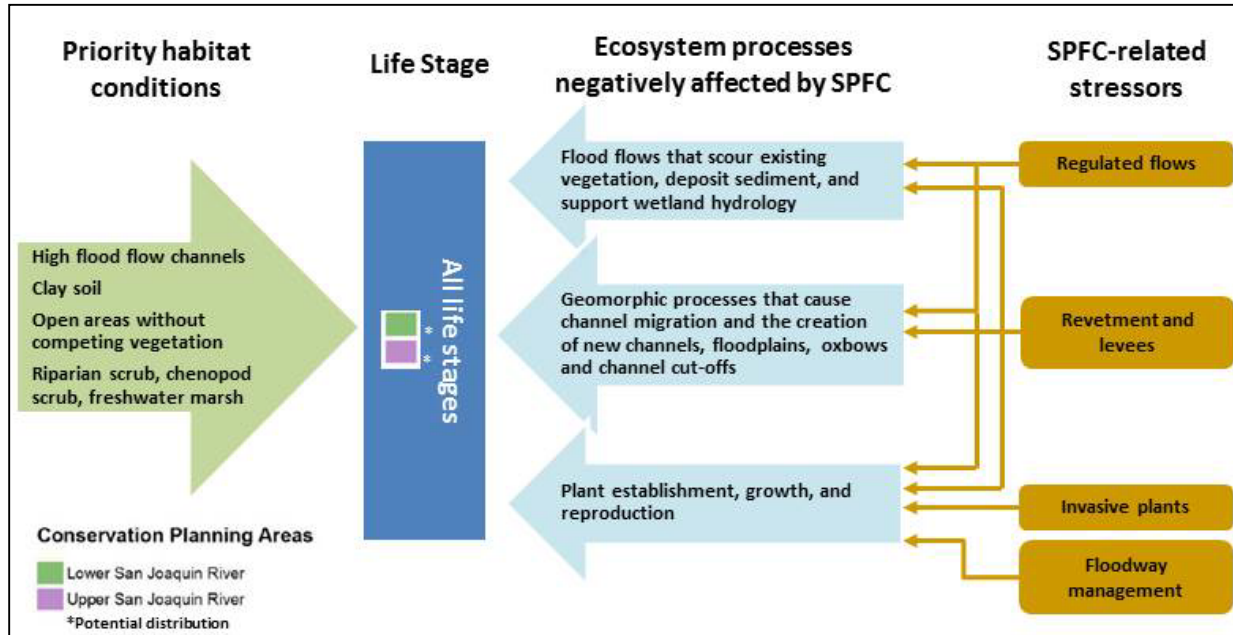 Priority habitat
conditions
Life Stage
Ecosystem processes
negatively affected by SPFC
SPFC-related
stressors
High flood flow channels
Clay soil
Open areas without
competing vegetation
Riparian scrub, chenopod
scrub, freshwater marsh
All life stages
*
*
Flood flows that scour existing
vegetation, deposit sediment, and
support wetland hydrology
Geomorphic processes that cause
channel migration and the creation
of new channels, floodplains, oxbows
and channel cut-offs
Plant establishment, growth, and
reproduction
Regulated flows
Revetment and
levees
Invasive plants
Floodway
management
Conservation Planning Areas
Lower San Joaquin River
Upper San Joaquin River
*Potential distribution